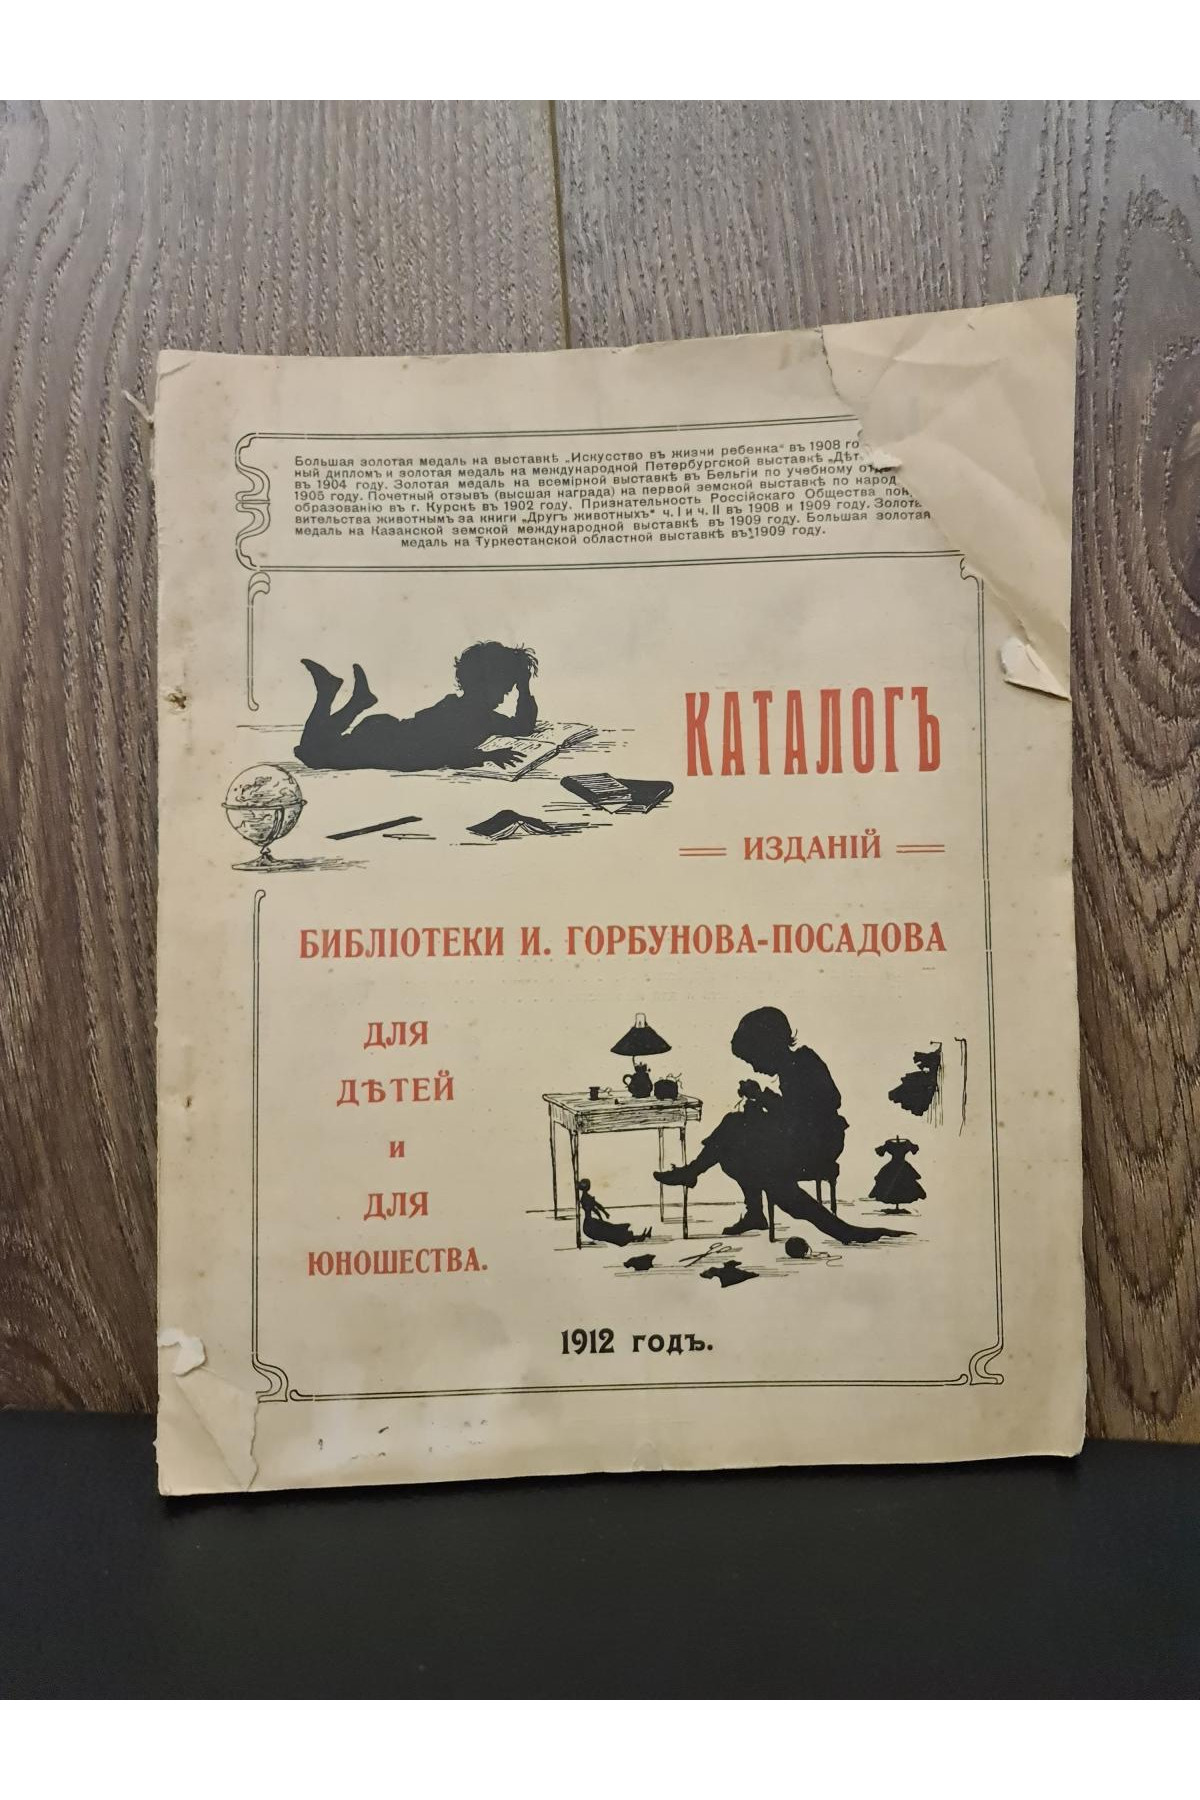 Большая золотая медаль на выставкѣ „Искусство въ жизни ребенка“ въ 1908 го
ный дипломъ и золотая медаль на международной Петербургской выставкѣ „Дѣт
въ 1904 году. Золотая медаль на всемірной выставкѣ въ Бельгіи по учебному отд
1905 году. Почетный отзывъ (высшая награда) на первой земской выставкѣ по народ
образованію въ г. Курскѣ въ 1902 году. Признательность Россійскаго Общества пок
вительства животнымъ за книги „Другъ животныхъ“ ч. I и ч. II въ 1908 и 1909 году. Золота
медаль на Казанской земской международной выставкѣ въ 1909 году. Большая золотая
медаль на Туркестанской областной выставкѣ въ 1909 году.
КАТАЛОГЪ
ИЗДАНІЙ
БИБЛІОТЕКИ И. ГОРБУНОВА-ПОСАДОВА
ДЛЯ
ДѢТЕЙ
и
ДЛЯ
ЮНОШЕСТВА.
1912 годъ.